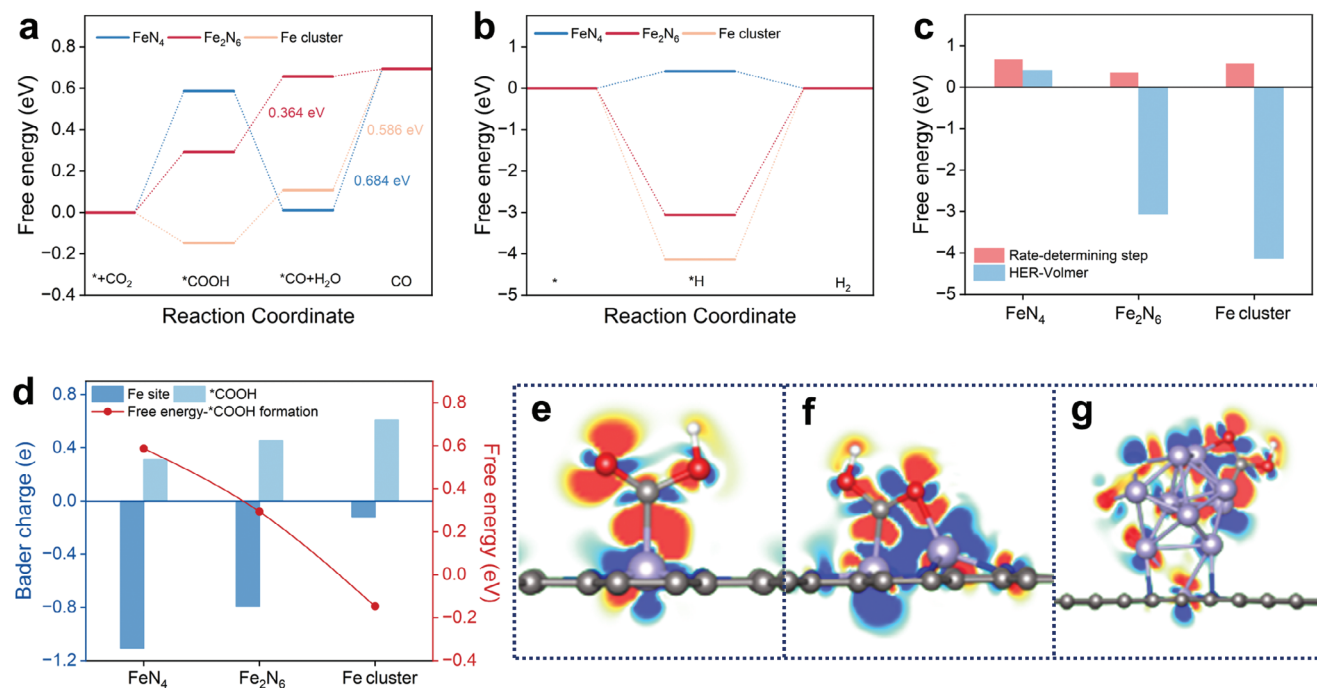 a
FeN₄ Fe₂N₆ Fe cluster
Free energy (eV)
0.8
0.6
0.4
0.2
0.0
−0.2
−0.4
0.364 eV
0.586 eV
0.684 eV
*+CO₂ *COOH *CO+H₂O CO
Reaction Coordinate
b
FeN₄ Fe₂N₆ Fe cluster
Free energy (eV)
1
0
−1
−2
−3
−4
−5
* *H H₂
Reaction Coordinate
c
Free energy (eV)
1
0
−1
−2
−3
−4
−5
Rate-determining step
HER-Volmer
FeN₄ Fe₂N₆ Fe cluster
d
Fe site *COOH
Free energy-*COOH formation
Bader charge (e)
0.8
0.4
0.0
−0.4
−0.8
−1.2
Free energy (eV)
0.8
0.6
0.4
0.2
0.0
−0.2
−0.4
FeN₄ Fe₂N₆ Fe cluster
e
f
g